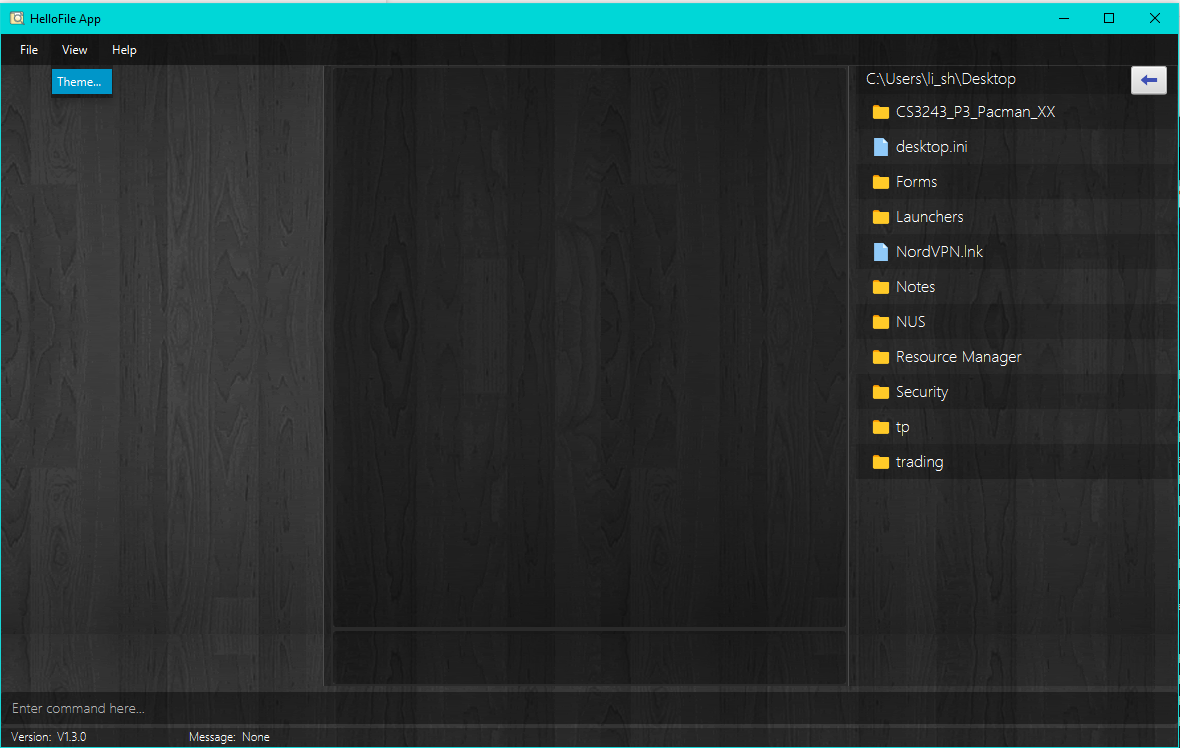 HelloFile App
File View Help
Theme...
C:\Users\li_sh\Desktop
CS3243_P3_Pacman_XX
desktop.ini
Forms
Launchers
NordVPN.lnk
Notes
NUS
Resource Manager
Security
tp
trading
Enter command here...
Version: V1.3.0 Message: None